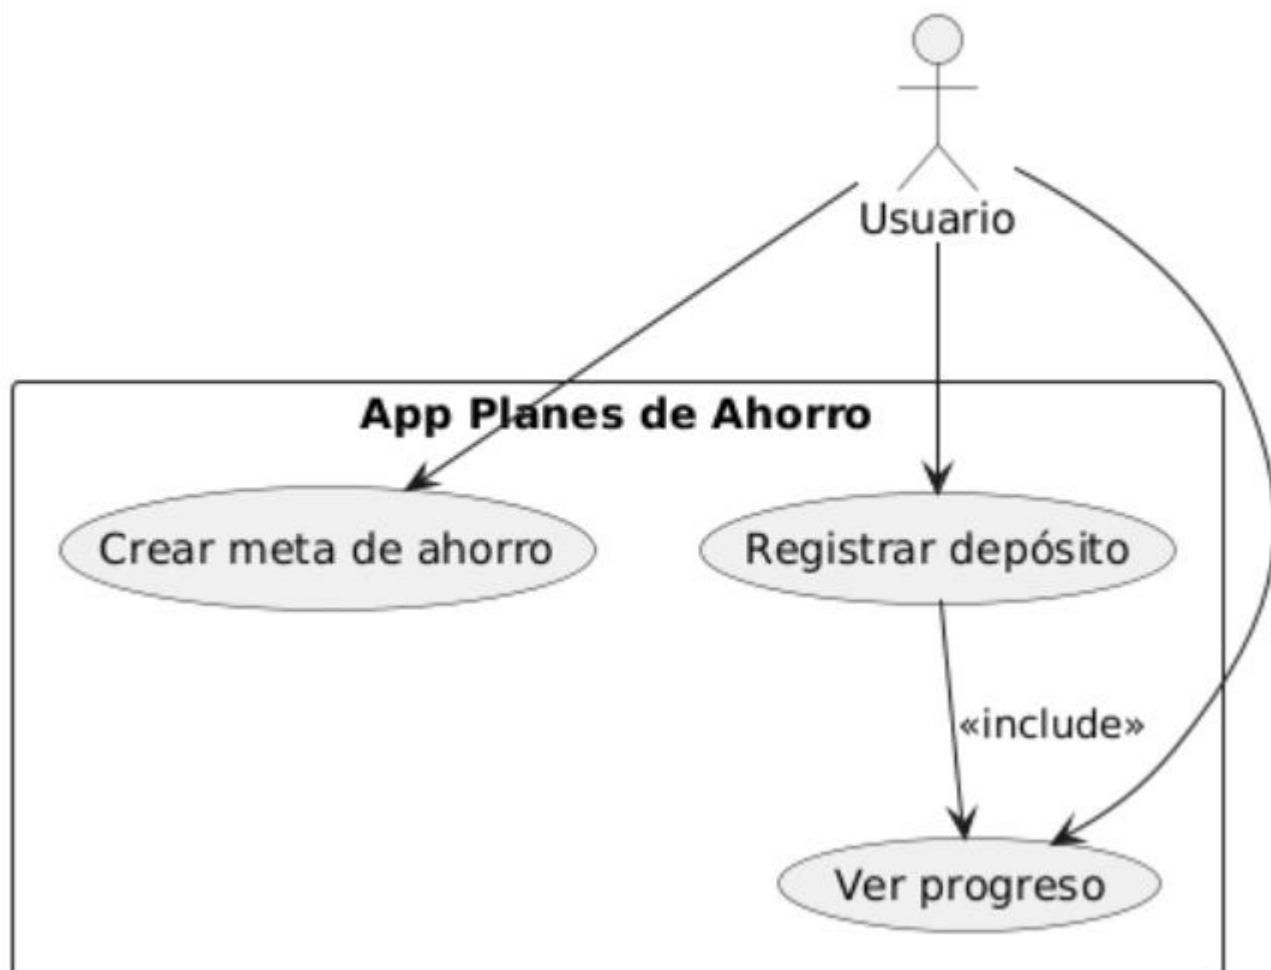 Usuario
App Planes de Ahorro
Crear meta de ahorro
Registrar depósito
«include»
Ver progreso